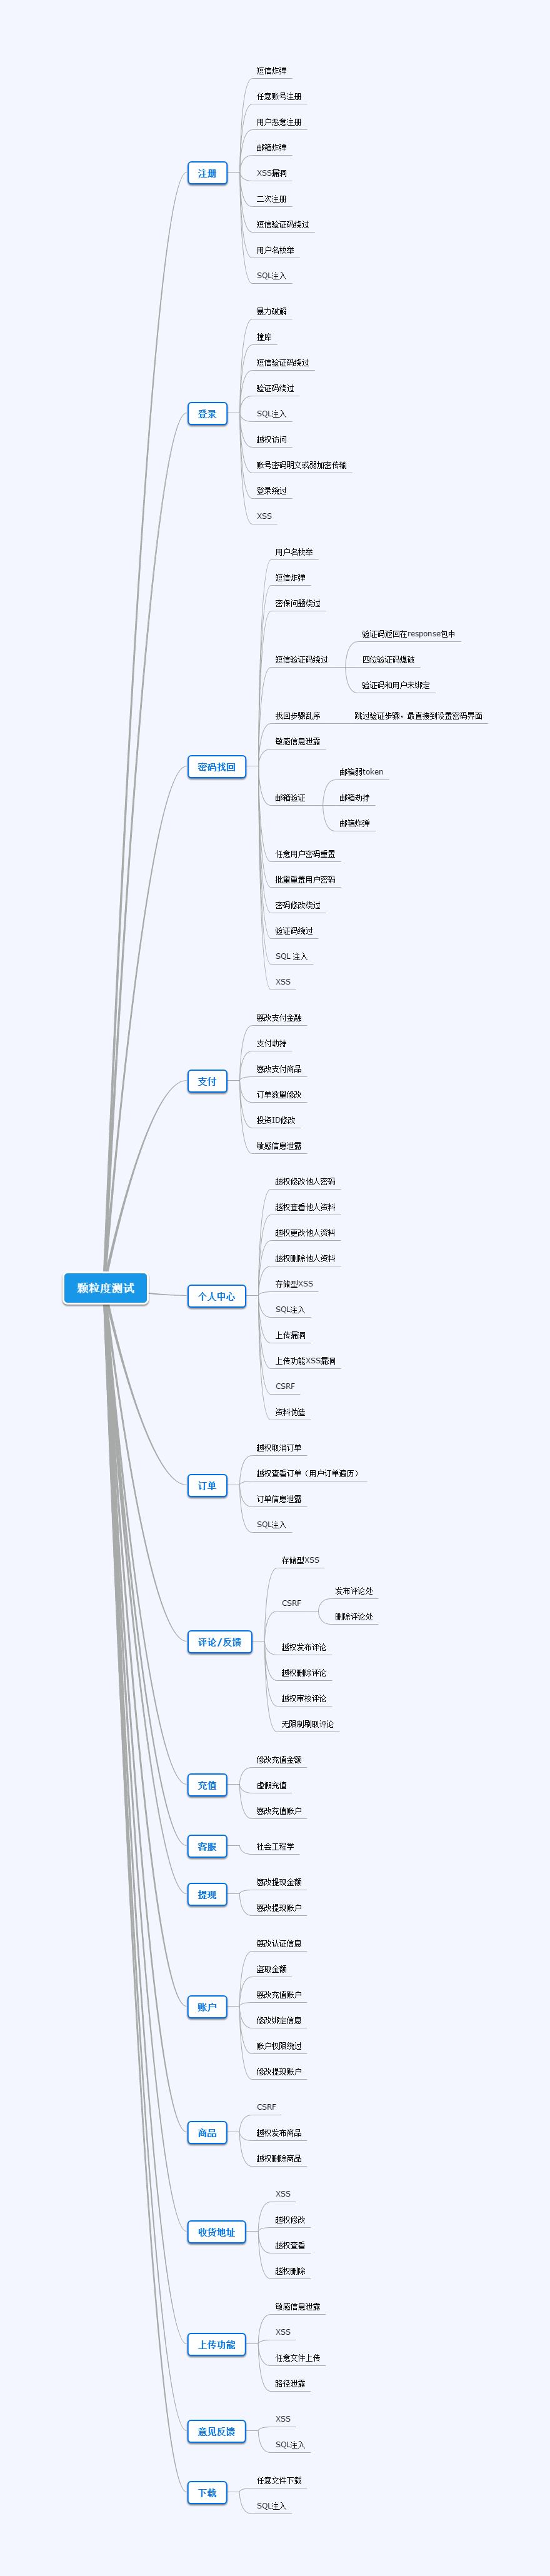 颗粒度测试
注册
短信炸弹
任意账号注册
用户恶意注册
邮箱炸弹
XSS漏洞
二次注册
短信验证码绕过
用户名枚举
SQL注入
登录
暴力破解
撞库
短信验证码绕过
验证码绕过
SQL注入
越权访问
账号密码明文或弱加密传输
登录绕过
XSS
密码找回
用户名枚举
短信炸弹
密保问题绕过
短信验证码绕过
验证码返回在response包中
四位验证码爆破
验证码和用户未绑定
找回步骤乱序
跳过验证步骤，最直接到设置密码界面
敏感信息泄露
邮箱验证
邮箱弱token
邮箱劫持
邮箱炸弹
任意用户密码重置
批量重置用户密码
密码修改绕过
验证码绕过
SQL 注入
XSS
支付
篡改支付金融
支付劫持
篡改支付商品
订单数量修改
投资ID修改
敏感信息泄露
个人中心
越权修改他人密码
越权查看他人资料
越权更改他人资料
越权删除他人资料
存储型XSS
SQL注入
上传漏洞
上传功能XSS漏洞
CSRF
资料伪造
订单
越权取消订单
越权查看订单（用户订单遍历）
订单信息泄露
SQL注入
评论/反馈
存储型XSS
CSRF
发布评论处
删除评论处
越权发布评论
越权删除评论
越权审核评论
无限制刷取评论
充值
修改充值金额
虚假充值
篡改充值账户
客服
社会工程学
提现
篡改提现金额
篡改提现账户
账户
篡改认证信息
盗取金额
篡改充值账户
修改绑定信息
账户权限绕过
修改提现账户
商品
CSRF
越权发布商品
越权删除商品
收货地址
XSS
越权修改
越权查看
越权删除
上传功能
敏感信息泄露
XSS
任意文件上传
路径泄露
意见反馈
XSS
SQL注入
下载
任意文件下载
SQL注入